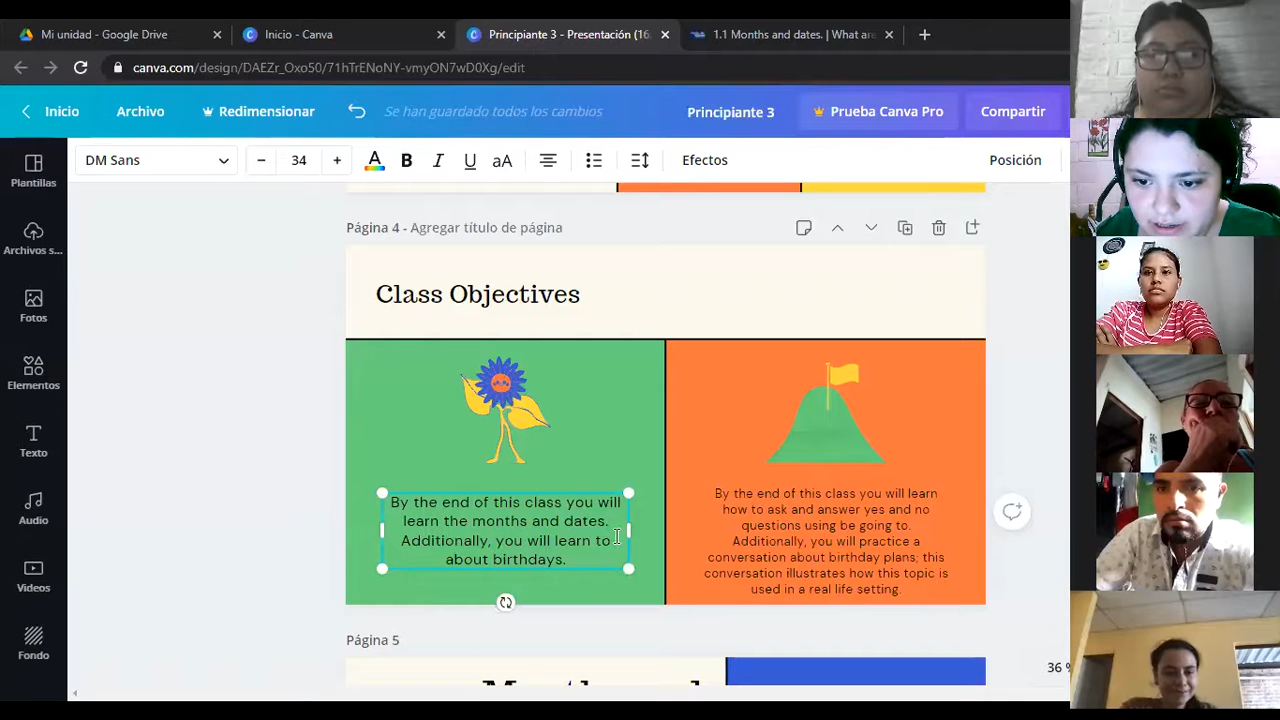 Mi unidad - Google Drive
Inicio - Canva
Principiante 3 - Presentación (16
1.1 Months and dates. | What are
canva.com/design/DAEZr_Oxo50/71hTrENoNY-vmyON7wD0Xg/edit
Inicio
Archivo
Redimensionar
Se han guardado todos los cambios
Principiante 3
Prueba Canva Pro
Compartir
DM Sans
34
A
B
I
U
aA
Efectos
Posición
Plantillas
Archivos s...
Fotos
Elementos
Texto
Audio
Videos
Fondo
Página 4 - Agregar título de página
Class Objectives
By the end of this class you will
learn the months and dates.
Additionally, you will learn to
about birthdays.
By the end of this class you will learn
how to ask and answer yes and no
questions using be going to.
Additionally, you will practice a
conversation about birthday plans; this
conversation illustrates how this topic is
used in a real life setting.
Página 5
36 %